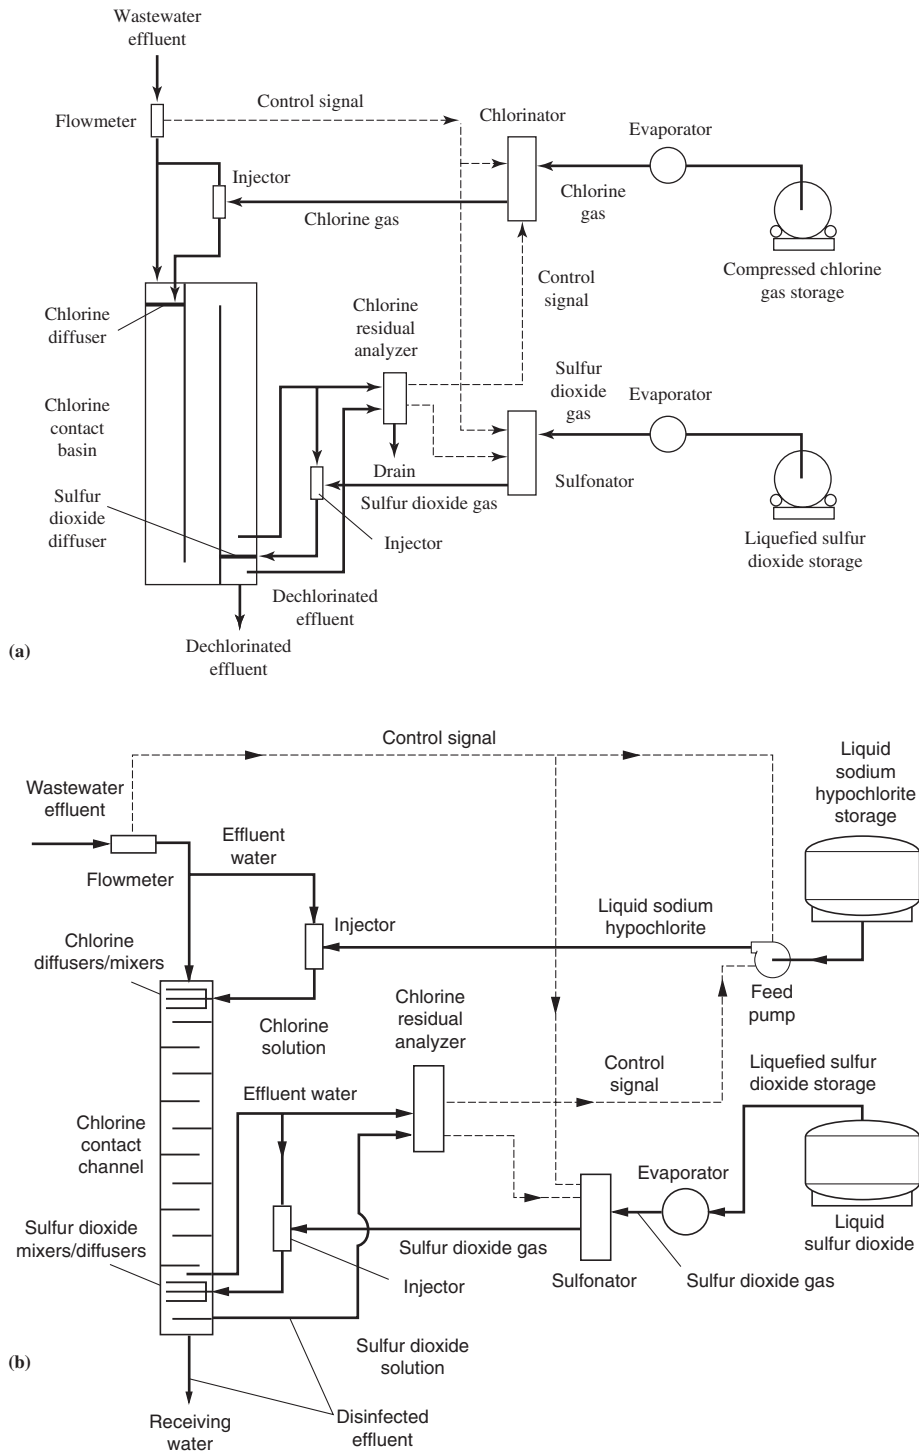 Wastewater
effluent
Control signal
Flowmeter
Chlorinator
Evaporator
Injector
Chlorine gas
Chlorine
gas
Compressed chlorine
gas storage
Control
signal
Chlorine
diffuser
Chlorine
residual
analyzer
Sulfur
dioxide
gas
Evaporator
Chlorine
contact
basin
Drain
Sulfonator
Sulfur dioxide gas
Sulfur
dioxide
diffuser
Injector
Liquefied sulfur
dioxide storage
Dechlorinated
effluent
Dechlorinated
effluent
(a)
Control signal
Liquid
sodium
hypochlorite
storage
Wastewater
effluent
Effluent
water
Flowmeter
Liquid sodium
hypochlorite
Injector
Chlorine
diffusers/mixers
Feed
pump
Chlorine
solution
Chlorine
residual
analyzer
Control
signal
Liquefied sulfur
dioxide storage
Effluent water
Chlorine
contact
channel
Evaporator
Sulfur dioxide
mixers/diffusers
Sulfur dioxide gas
Liquid
sulfur dioxide
Injector
Sulfonator
Sulfur dioxide gas
Sulfur dioxide
solution
(b)
Receiving
water
Disinfected
effluent